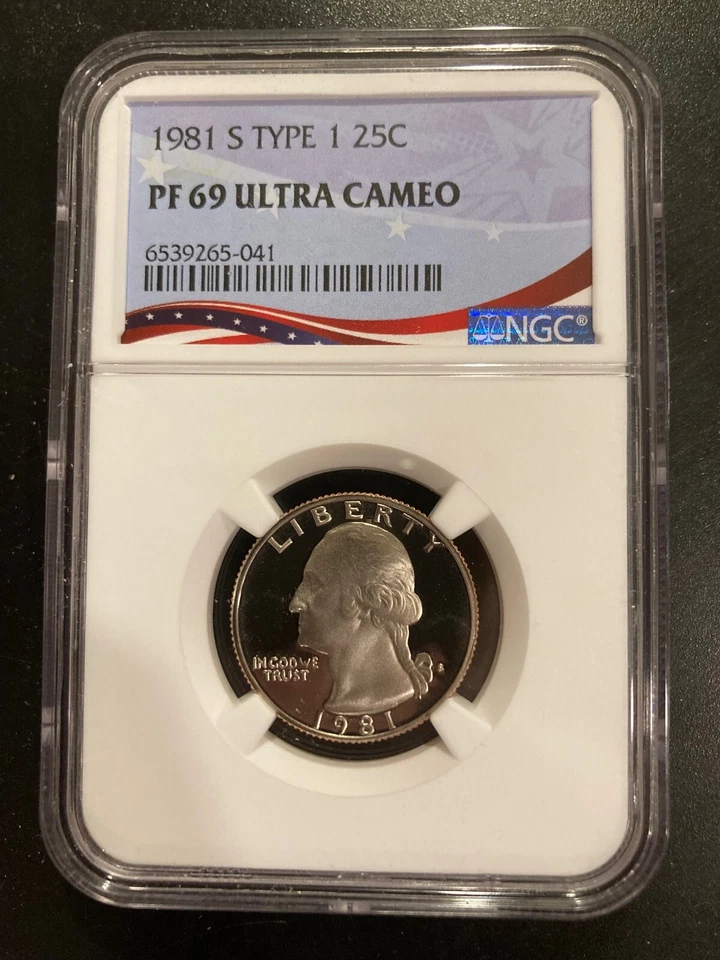 1981 S TYPE 1 25C
PF 69 ULTRA CAMEO
6539265-041
NGC®
LIBERTY
IN GOD WE
TRUST
S
1981